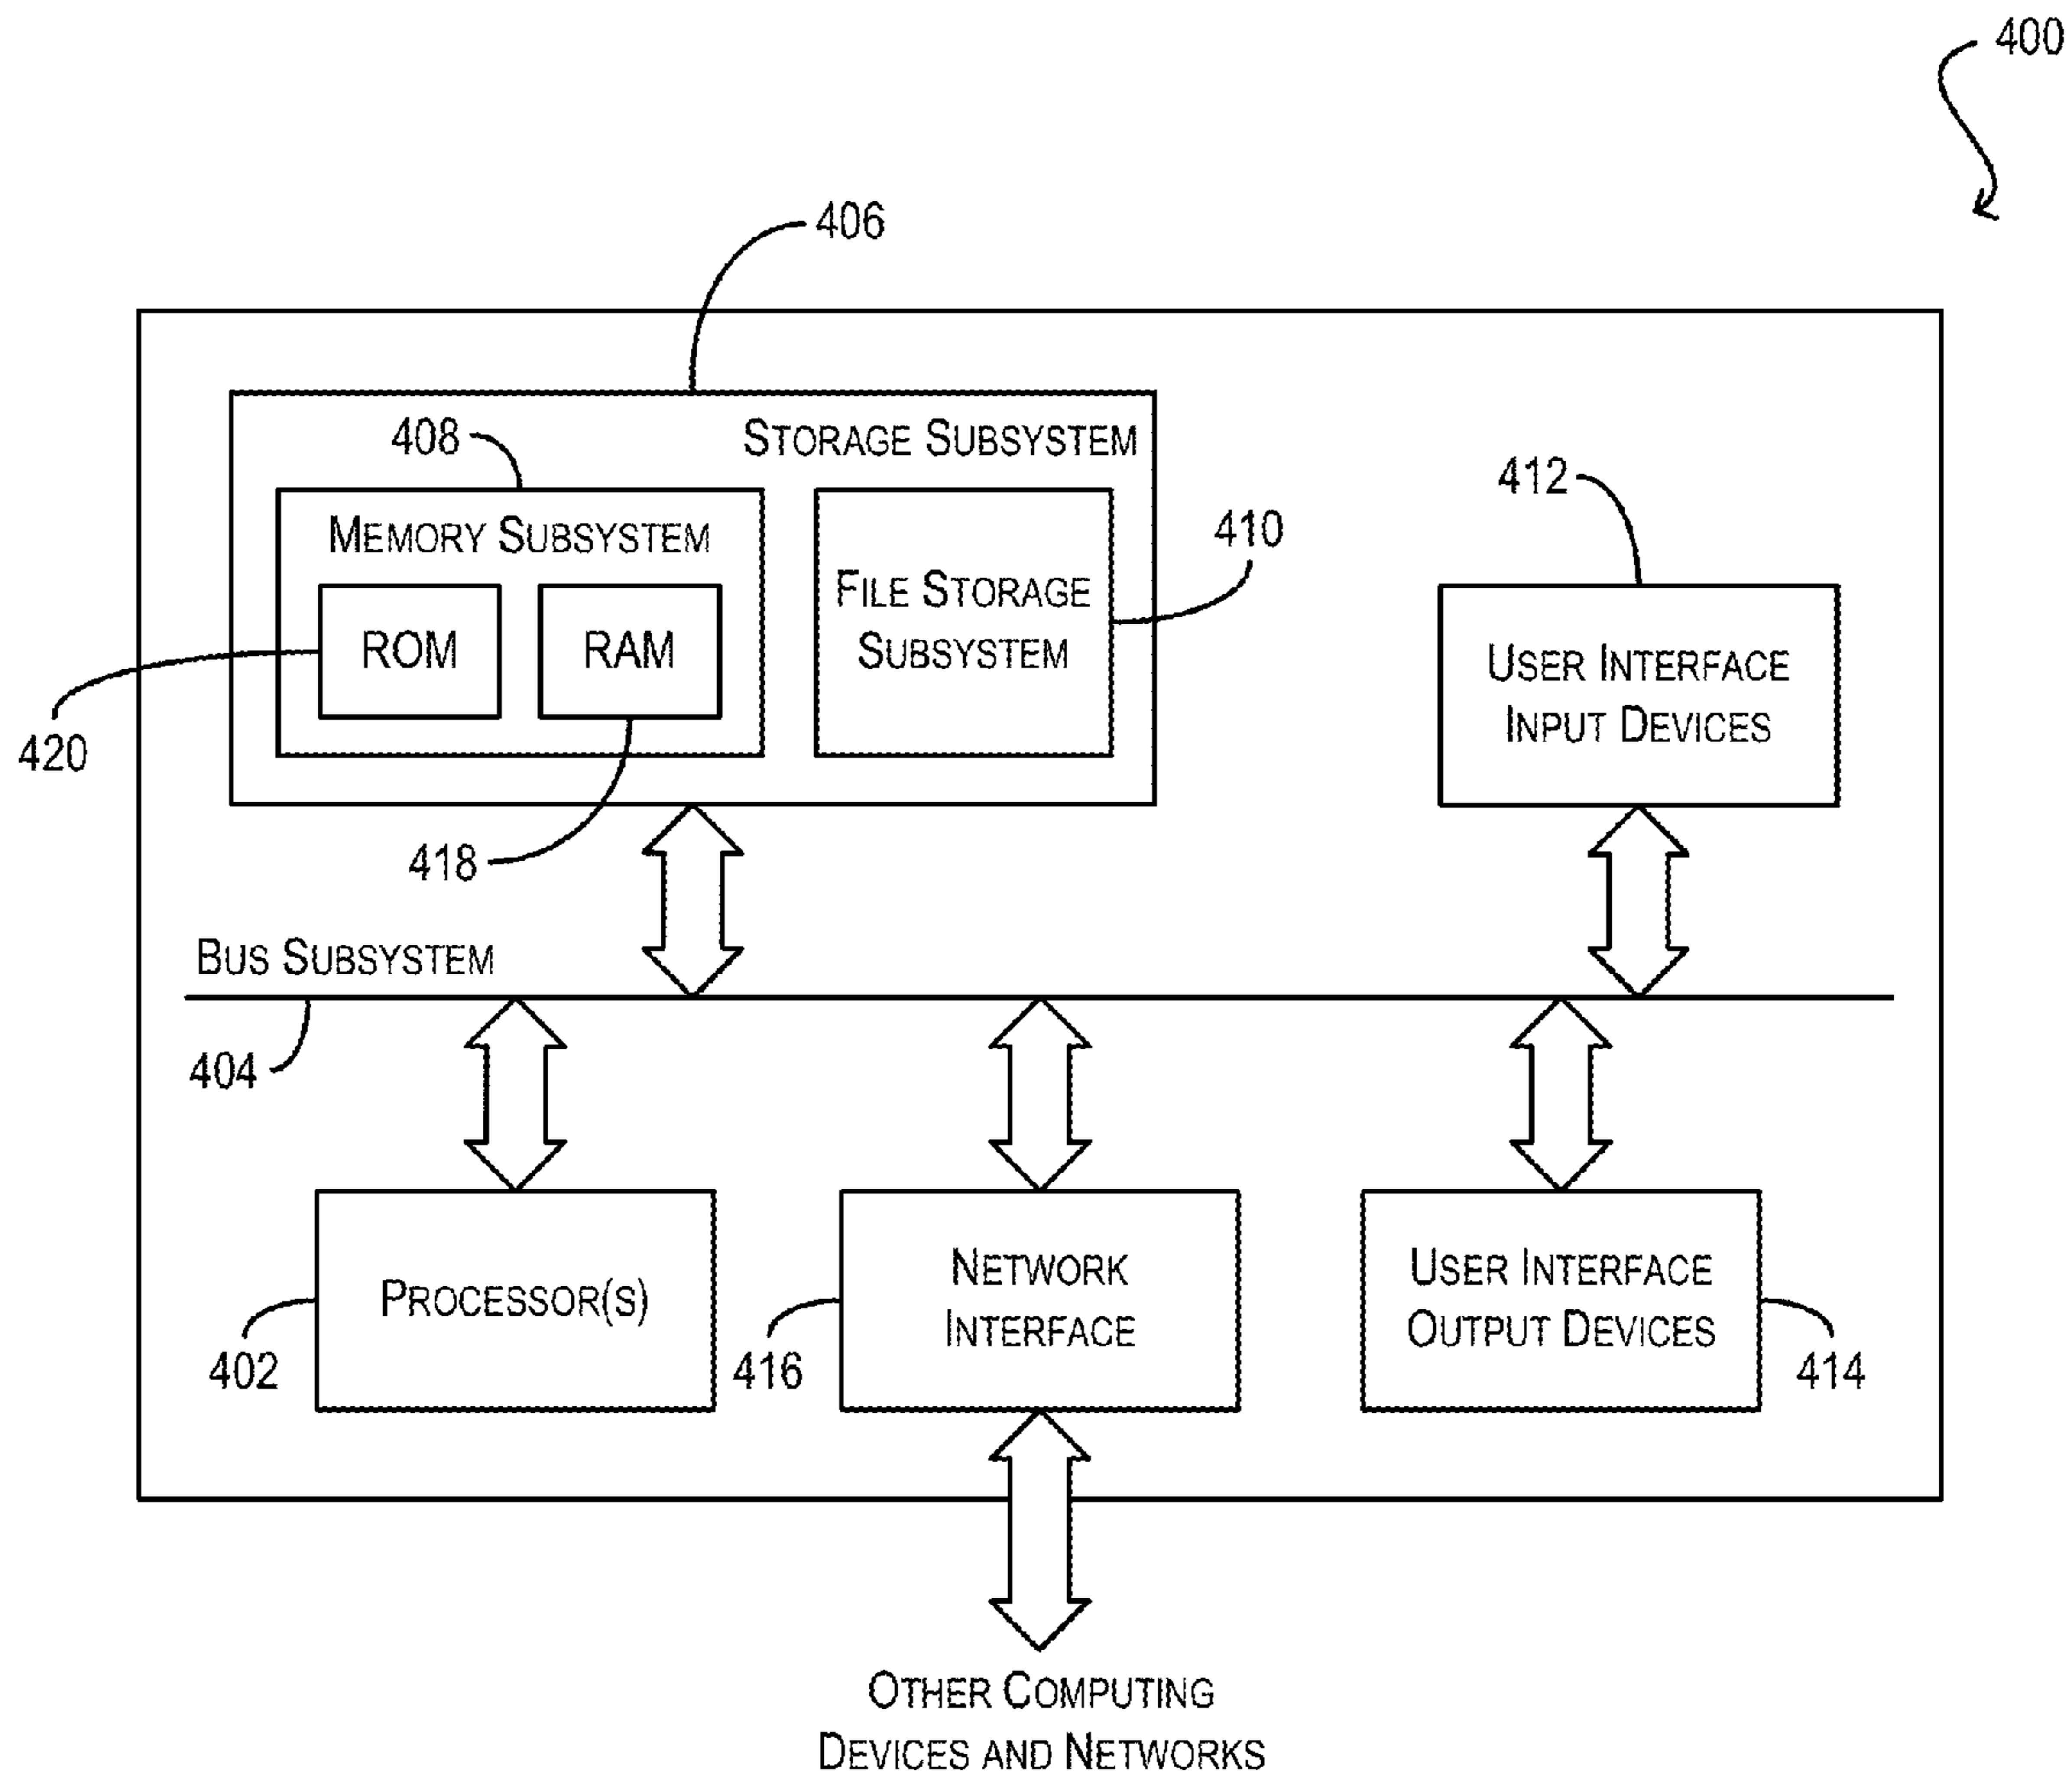 400
406
408
STORAGE SUBSYSTEM
412
MEMORY SUBSYSTEM
410
FILE STORAGE
SUBSYSTEM
ROM
RAM
USER INTERFACE
INPUT DEVICES
420
418
BUS SUBSYSTEM
404
PROCESSOR(S)
NETWORK
INTERFACE
USER INTERFACE
OUTPUT DEVICES
402
416
414
OTHER COMPUTING
DEVICES AND NETWORKS